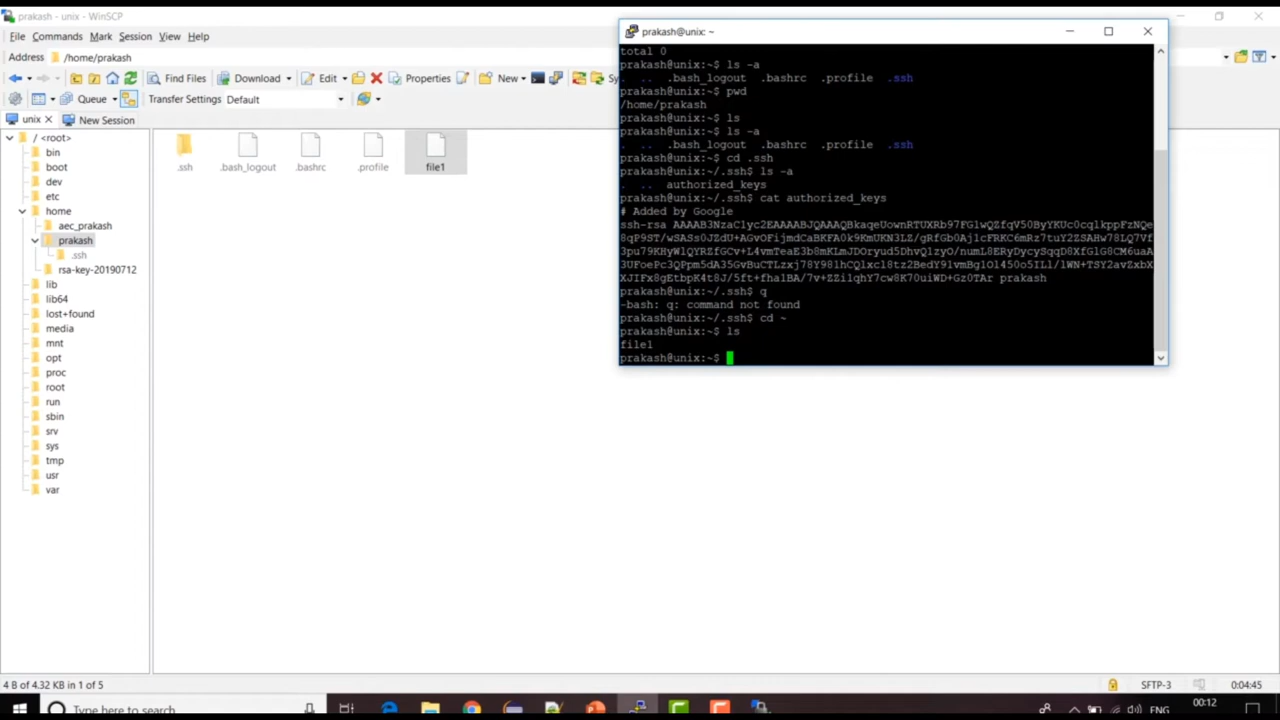 prakash - unix - WinSCP
File Commands Mark Session View Help
Address /home/prakash
Find Files Download Edit Properties New Sy
Queue Transfer Settings Default
unix New Session
/ <root>
bin
boot
dev
etc
home
aec_prakash
prakash
.ssh
rsa-key-20190712
lib
lib64
lost+found
media
mnt
opt
proc
root
run
sbin
srv
sys
tmp
usr
var
.ssh .bash_logout .bashrc .profile file1
prakash@unix: ~
total 0
prakash@unix:~$ ls -a
. .. .bash_logout .bashrc .profile .ssh
prakash@unix:~$ pwd
/home/prakash
prakash@unix:~$ ls
prakash@unix:~$ ls -a
. .. .bash_logout .bashrc .profile .ssh
prakash@unix:~$ cd .ssh
prakash@unix:~/.ssh$ ls -a
. .. authorized_keys
prakash@unix:~/.ssh$ cat authorized_keys
# Added by Google
ssh-rsa
prakash
prakash@unix:~/.ssh$ q
-bash: q: command not found
prakash@unix:~/.ssh$ cd ~
prakash@unix:~$ ls
file1
prakash@unix:~$
4 B of 4.32 KB in 1 of 5 SFTP-3 0:04:45
Type here to search ENG 00:12